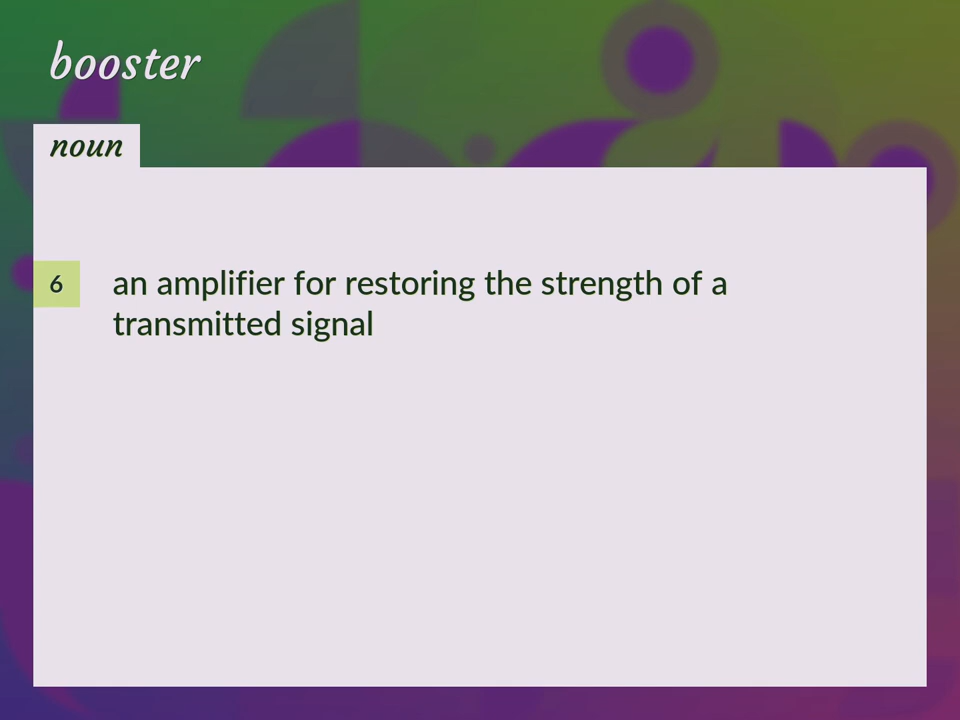 booster
noun
6
an amplifier for restoring the strength of a
transmitted signal